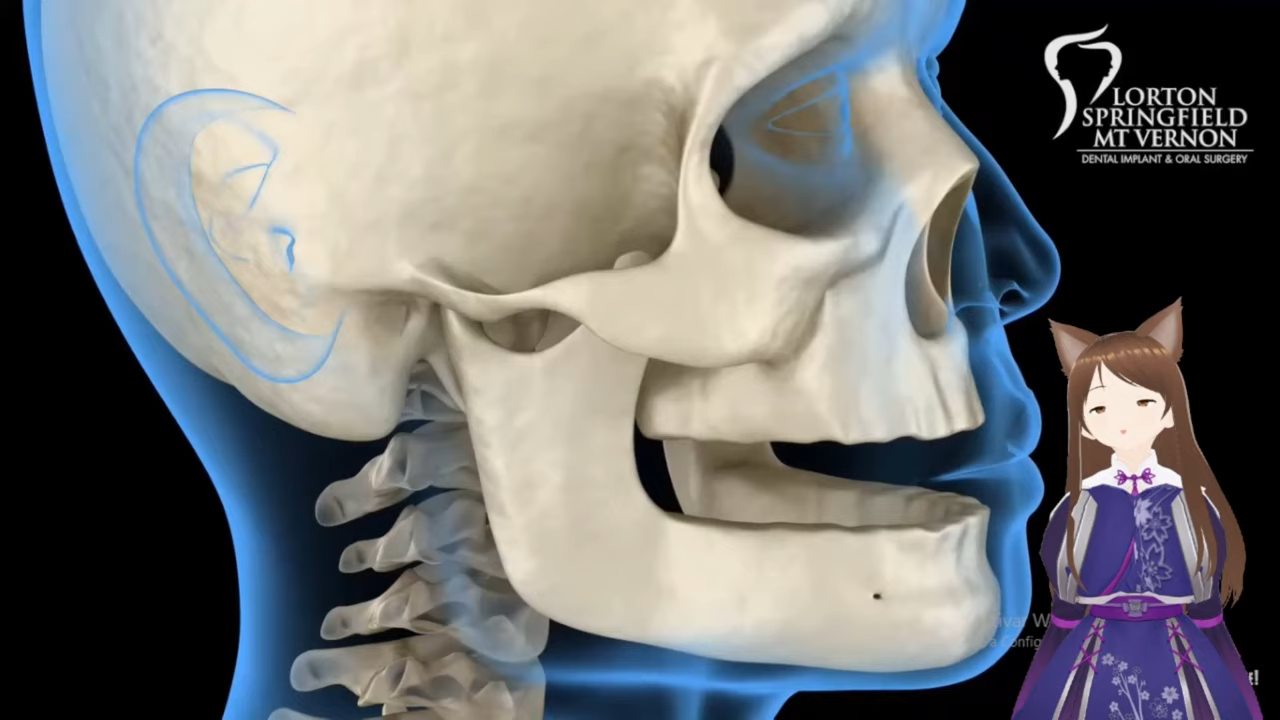 LORTON
SPRINGFIELD
MT VERNON
DENTAL IMPLANT & ORAL SURGERY